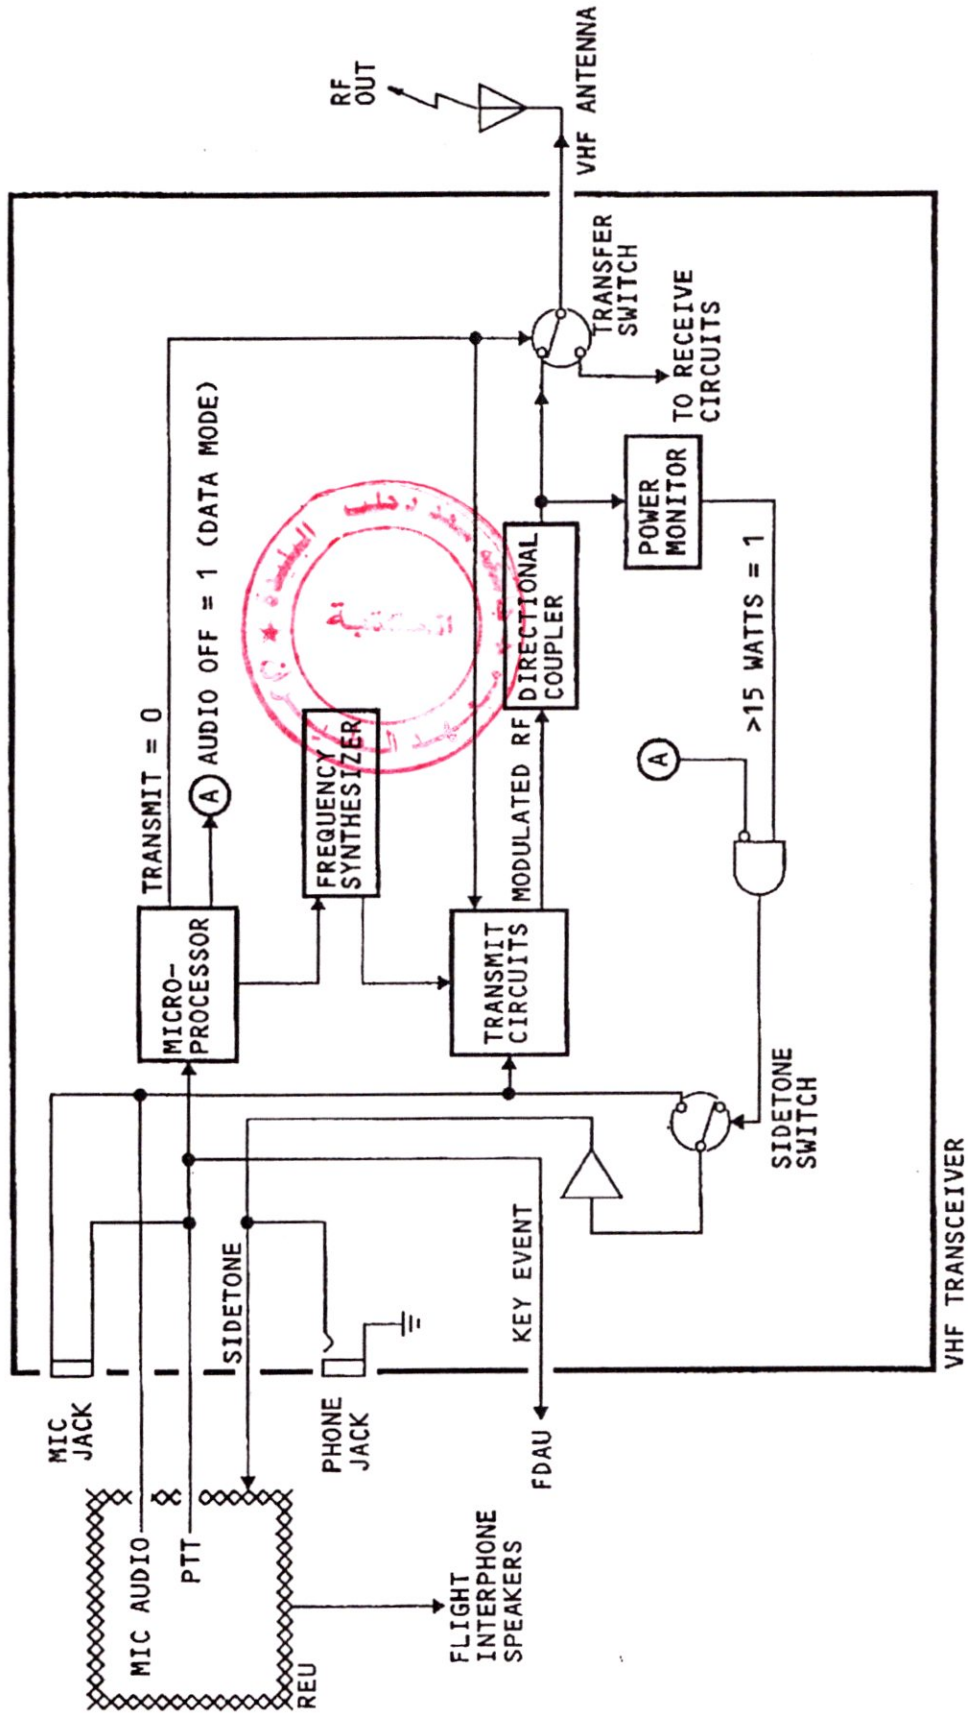 RF
OUT
VHF ANTENNA
TRANSMIT = 0
AUDIO OFF = 1 (DATA MODE)
A
MICRO-
PROCESSOR
FREQUENCY
SYNTHESIZER
TRANSMIT
CIRCUITS
MODULATED RF
DIRECTIONAL
COUPLER
TRANSFER
SWITCH
TO RECEIVE
CIRCUITS
POWER
MONITOR
>15 WATTS = 1
A
SIDETONE
SWITCH
MIC
JACK
MIC AUDIO
PTT
SIDETONE
PHONE
JACK
KEY EVENT
FDAU
REU
FLIGHT
INTERPHONE
SPEAKERS
VHF TRANSCEIVER
المكتبة